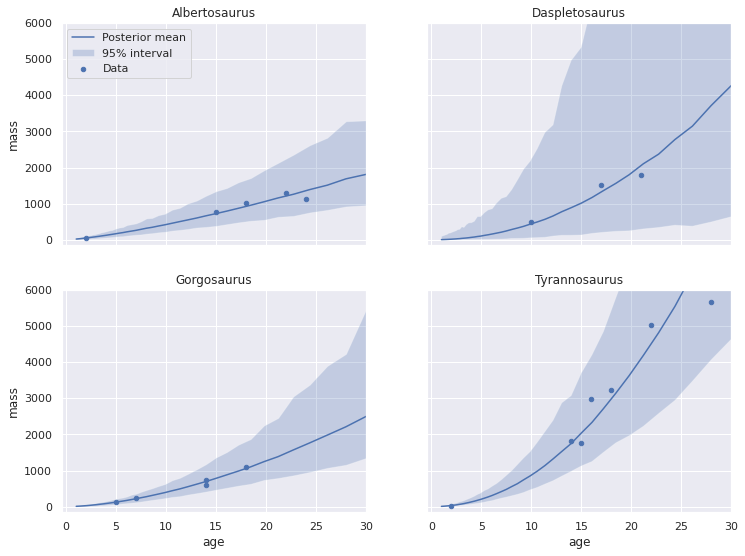 Albertosaurus
Daspletosaurus
6000
5000
4000
3000
2000
1000
0
mass
Posterior mean
95% interval
Data
Gorgosaurus
Tyrannosaurus
6000
5000
4000
3000
2000
1000
0
mass
0 5 10 15 20 25 30
age
0 5 10 15 20 25 30
age